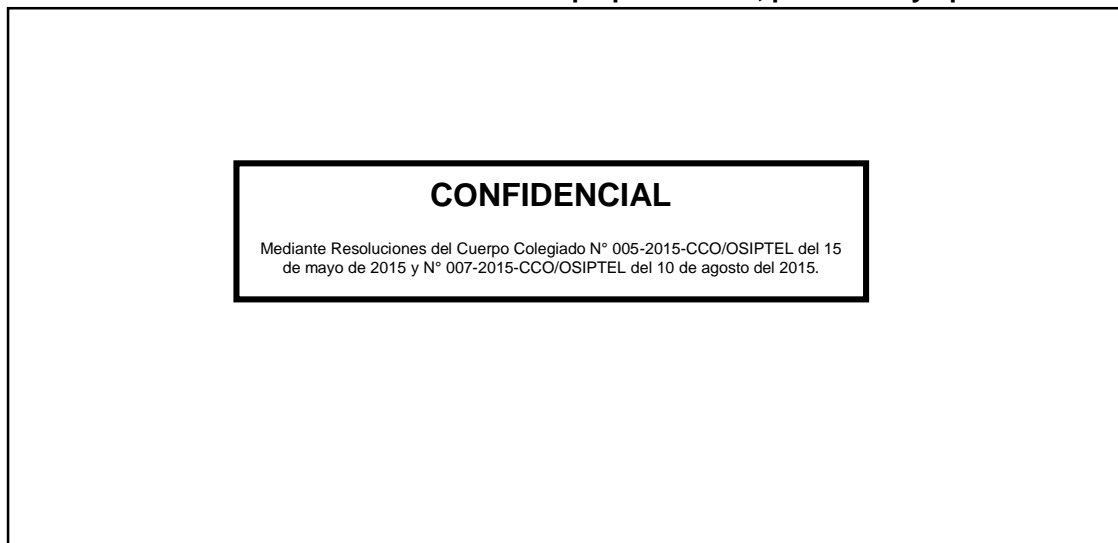 CONFIDENCIAL
Mediante Resoluciones del Cuerpo Colegiado N° 005-2015-CCO/OSIPTEL del 15
de mayo de 2015 y N° 007-2015-CCO/OSIPTEL del 10 de agosto del 2015.